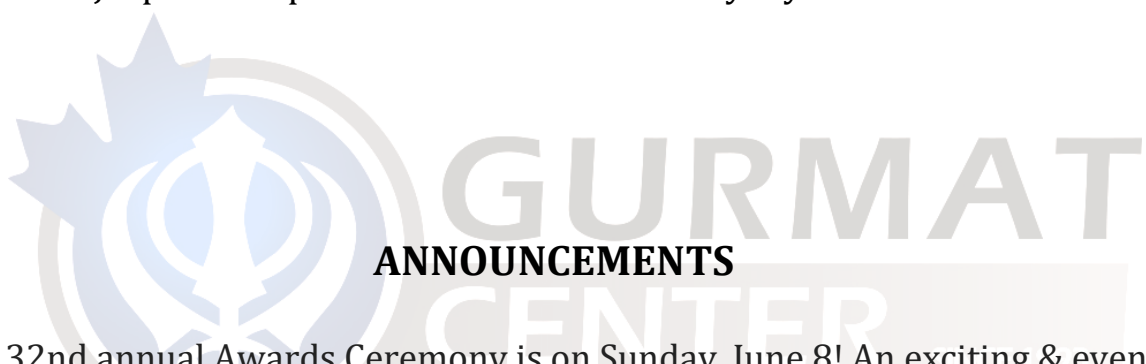 GURMAT
ANNOUNCEMENTS
CENTER
32nd annual Awards Ceremony is on Sunday, June 8! An exciting & even